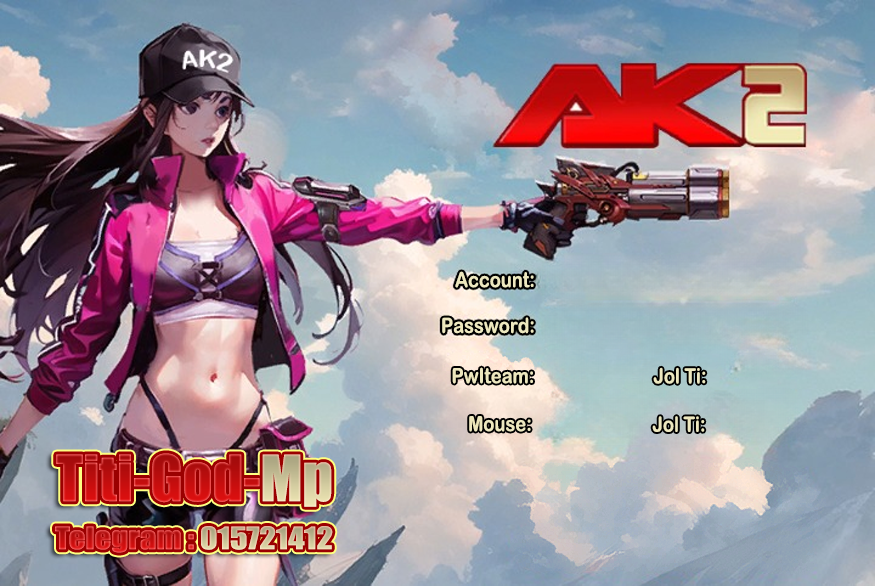 AK2
AK2
Account:
Password:
Pwlteam: Jol Ti:
Mouse: Jol Ti:
Titi-God-Mp
Telegram : 015721412